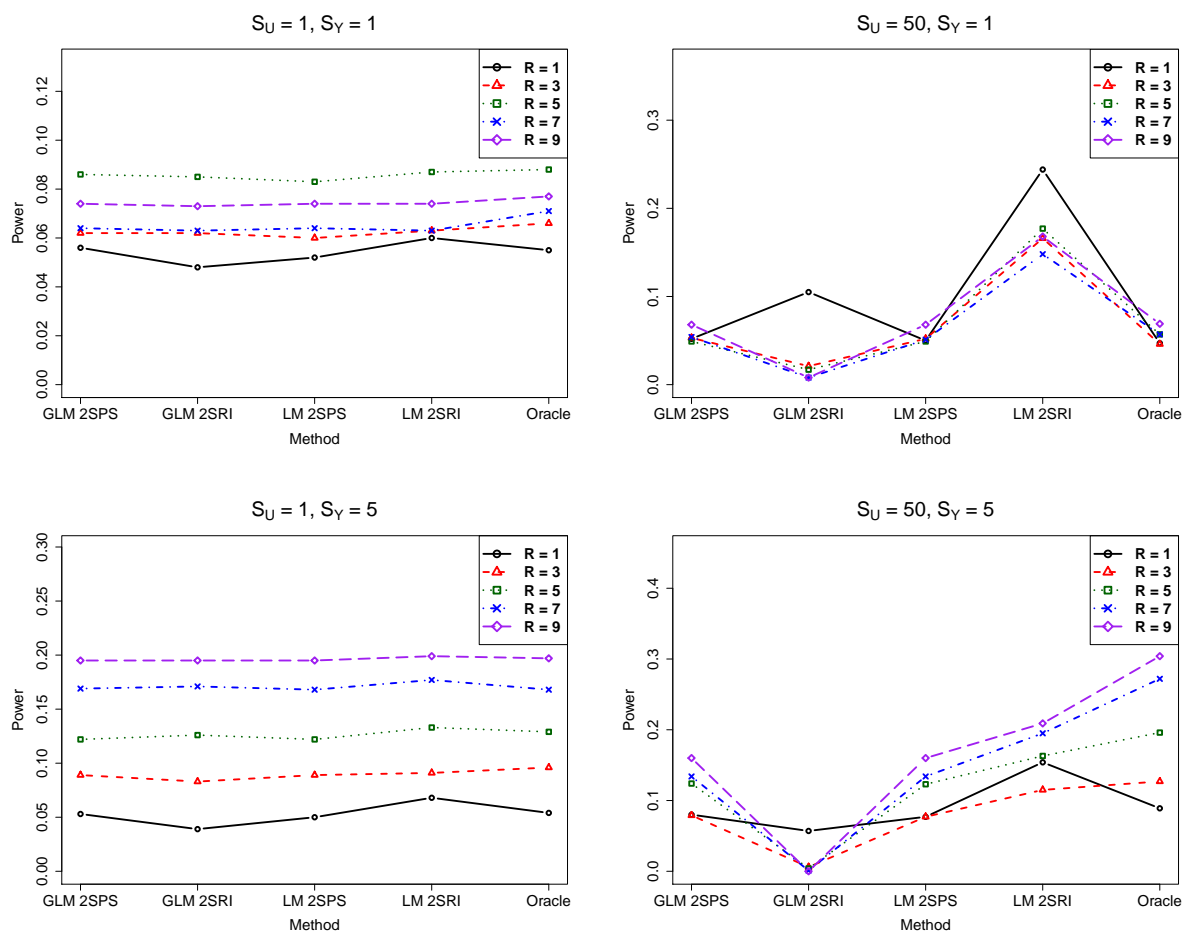 S_U = 1, S_Y = 1
Power
0.00
0.02
0.04
0.06
0.08
0.10
0.12
GLM 2SPS
GLM 2SRI
LM 2SPS
LM 2SRI
Oracle
Method
R = 1
R = 3
R = 5
R = 7
R = 9
S_U = 50, S_Y = 1
Power
0.0
0.1
0.2
0.3
GLM 2SPS
GLM 2SRI
LM 2SPS
LM 2SRI
Oracle
Method
R = 1
R = 3
R = 5
R = 7
R = 9
S_U = 1, S_Y = 5
Power
0.00
0.05
0.10
0.15
0.20
0.25
0.30
GLM 2SPS
GLM 2SRI
LM 2SPS
LM 2SRI
Oracle
Method
R = 1
R = 3
R = 5
R = 7
R = 9
S_U = 50, S_Y = 5
Power
0.0
0.1
0.2
0.3
0.4
GLM 2SPS
GLM 2SRI
LM 2SPS
LM 2SRI
Oracle
Method
R = 1
R = 3
R = 5
R = 7
R = 9